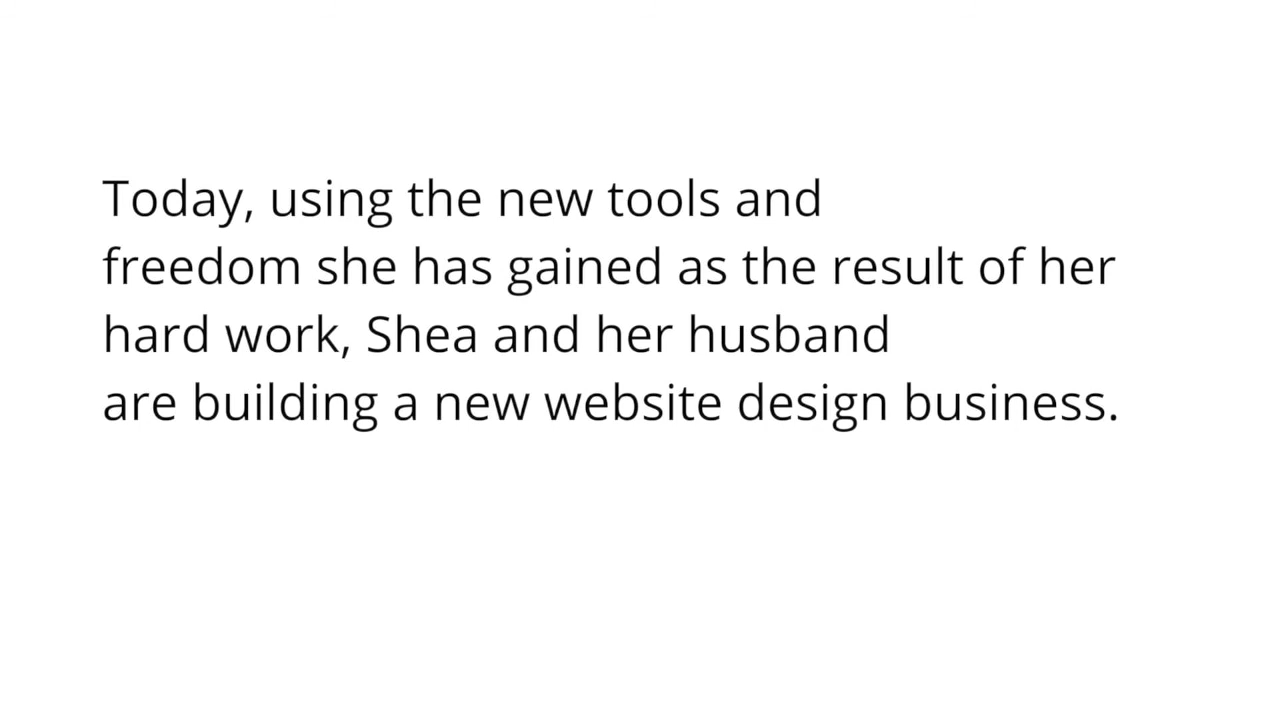 Today, using the new tools and
freedom she has gained as the result of her
hard work, Shea and her husband
are building a new website design business.